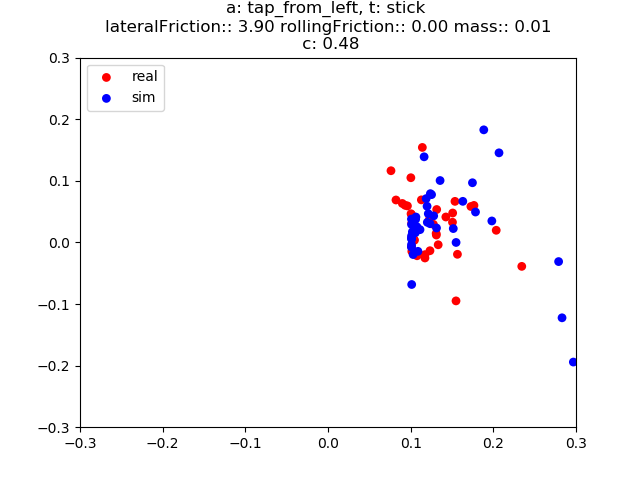 a: tap_from_left, t: stick
lateralFriction:: 3.90 rollingFriction:: 0.00 mass:: 0.01
c: 0.48
real
sim
0.3
0.2
0.1
0.0
−0.1
−0.2
−0.3
−0.3 −0.2 −0.1 0.0 0.1 0.2 0.3